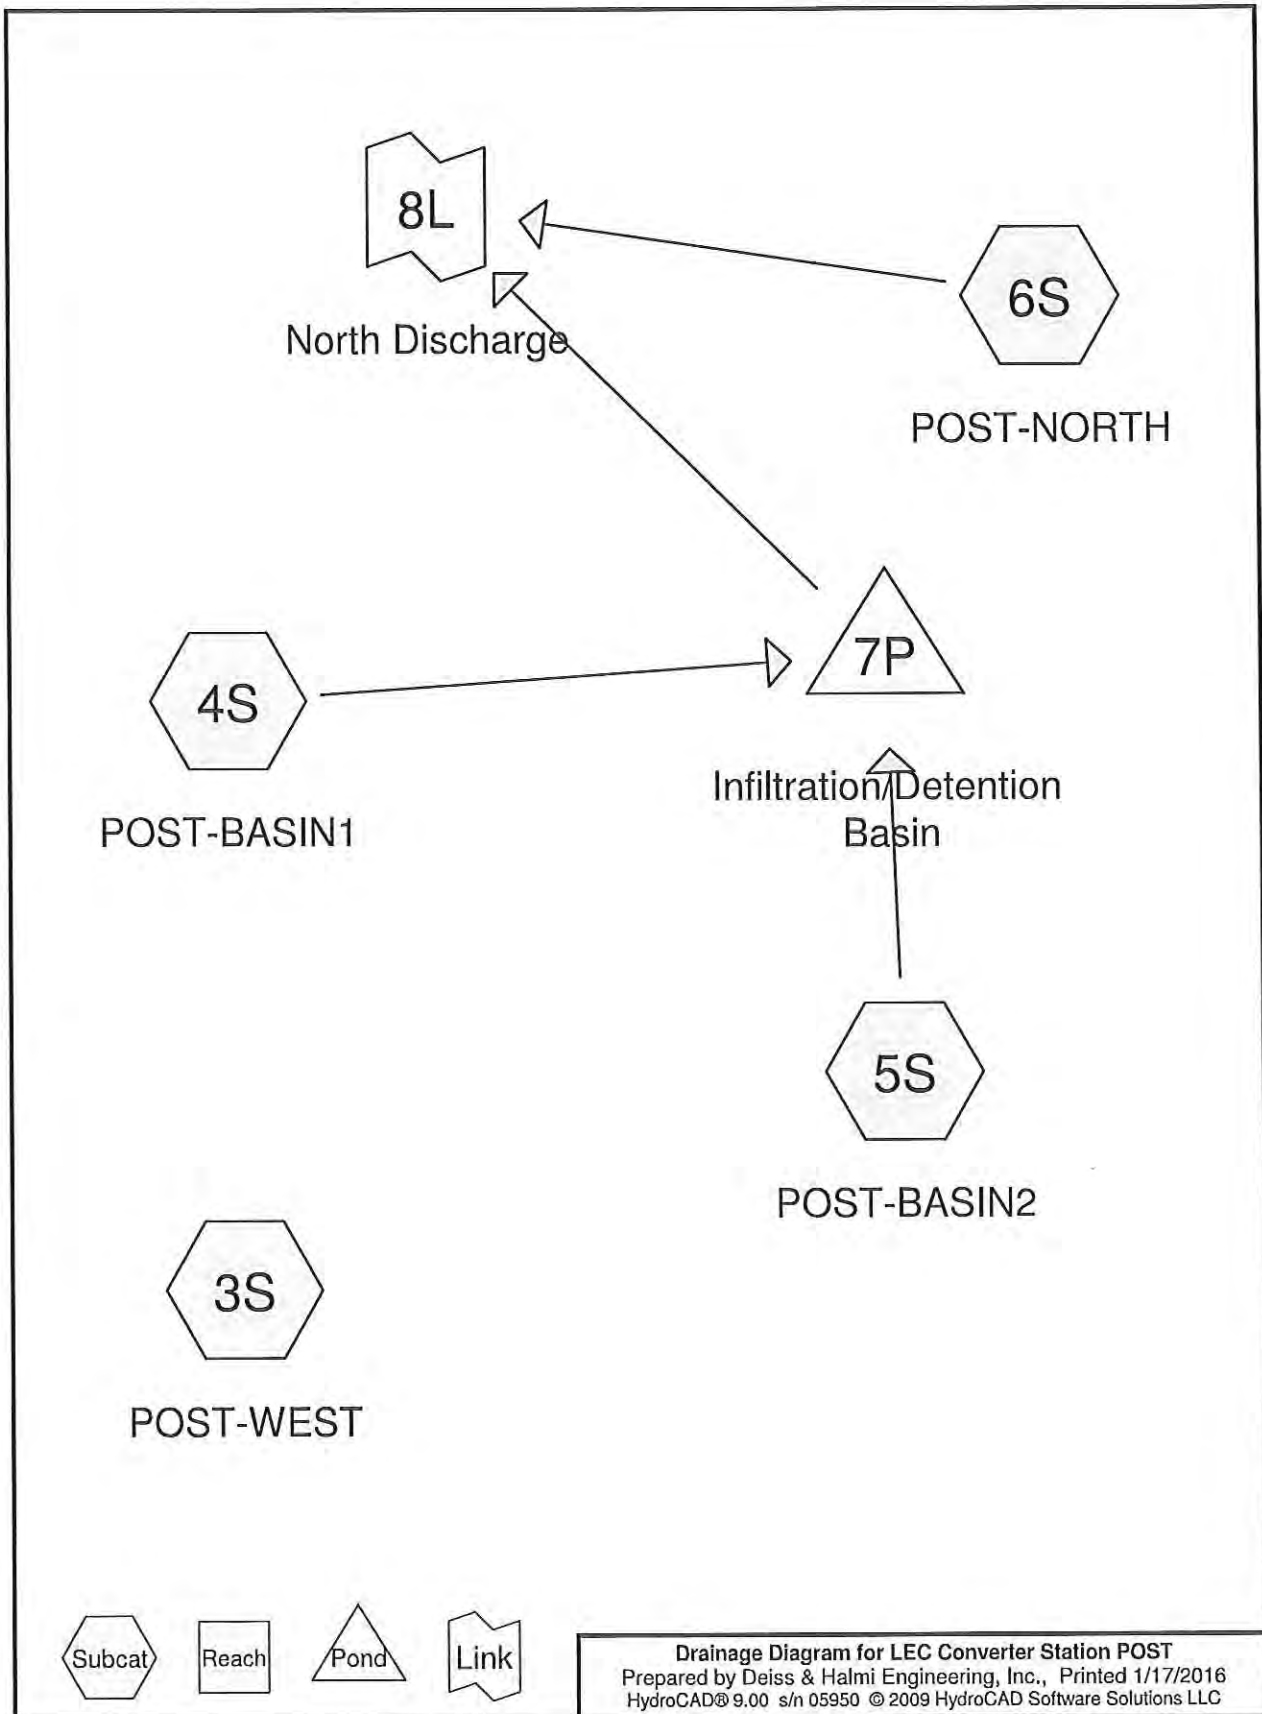 8L
North Discharge
6S
POST-NORTH
7P
Infiltration/Detention
Basin
4S
POST-BASIN1
5S
POST-BASIN2
3S
POST-WEST
Subcat
Reach
Pond
Link
Drainage Diagram for LEC Converter Station POST
Prepared by Deiss & Halmi Engineering, Inc., Printed 1/17/2016
HydroCAD® 9.00 s/n 05950 © 2009 HydroCAD Software Solutions LLC